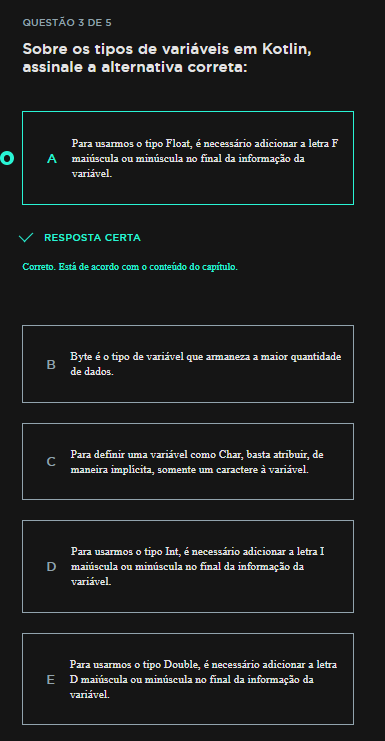 QUESTÃO 3 DE 5
Sobre os tipos de variáveis em Kotlin,
assinale a alternativa correta:
A
Para usarmos o tipo Float, é necessário adicionar a letra F
maiúscula ou minúscula no final da informação da
variável.
RESPOSTA CERTA
Correto. Está de acordo com o conteúdo do capítulo.
B
Byte é o tipo de variável que armaneza a maior quantidade
de dados.
C
Para definir uma variável como Char, basta atribuir, de
maneira implícita, somente um caractere à variável.
D
Para usarmos o tipo Int, é necessário adicionar a letra I
maiúscula ou minúscula no final da informação da
variável.
E
Para usarmos o tipo Double, é necessário adicionar a letra
D maiúscula ou minúscula no final da informação da
variável.